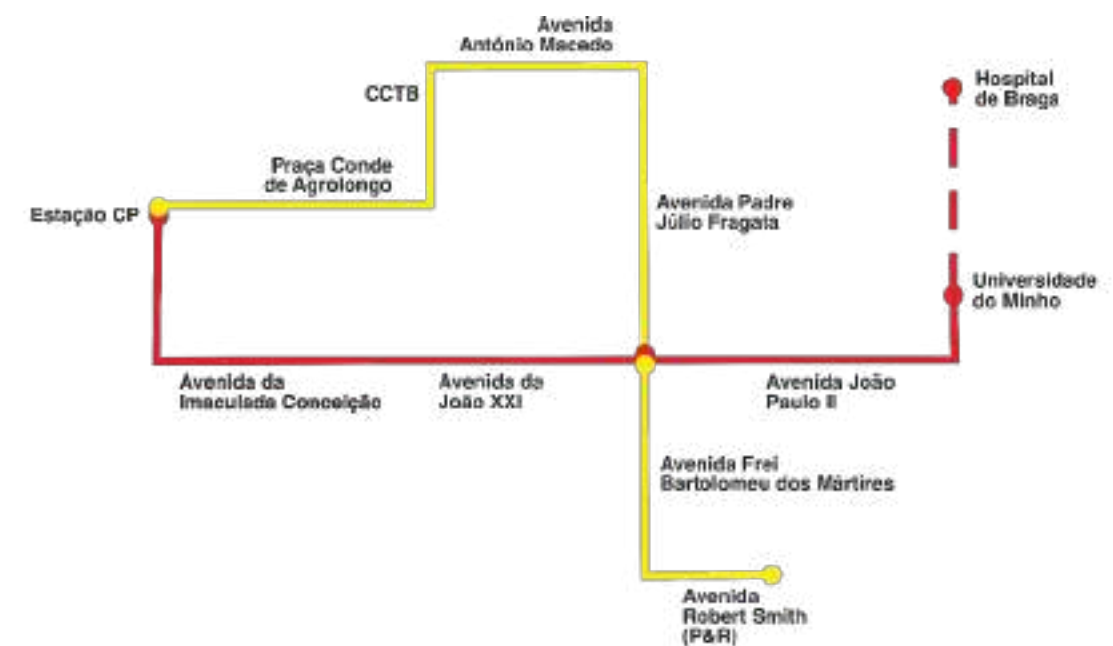 Avenida
António Macedo
CCTB
Hospital
de Braga
Praça Conde
de Agrolongo
Estação CP
Avenida Padre
Júlio Fragata
Universidade
do Minho
Avenida da
Imaculada Conceição
Avenida da
João XXI
Avenida João
Paulo II
Avenida Frei
Bartolomeu dos Mártires
Avenida
Robert Smith
(P&R)